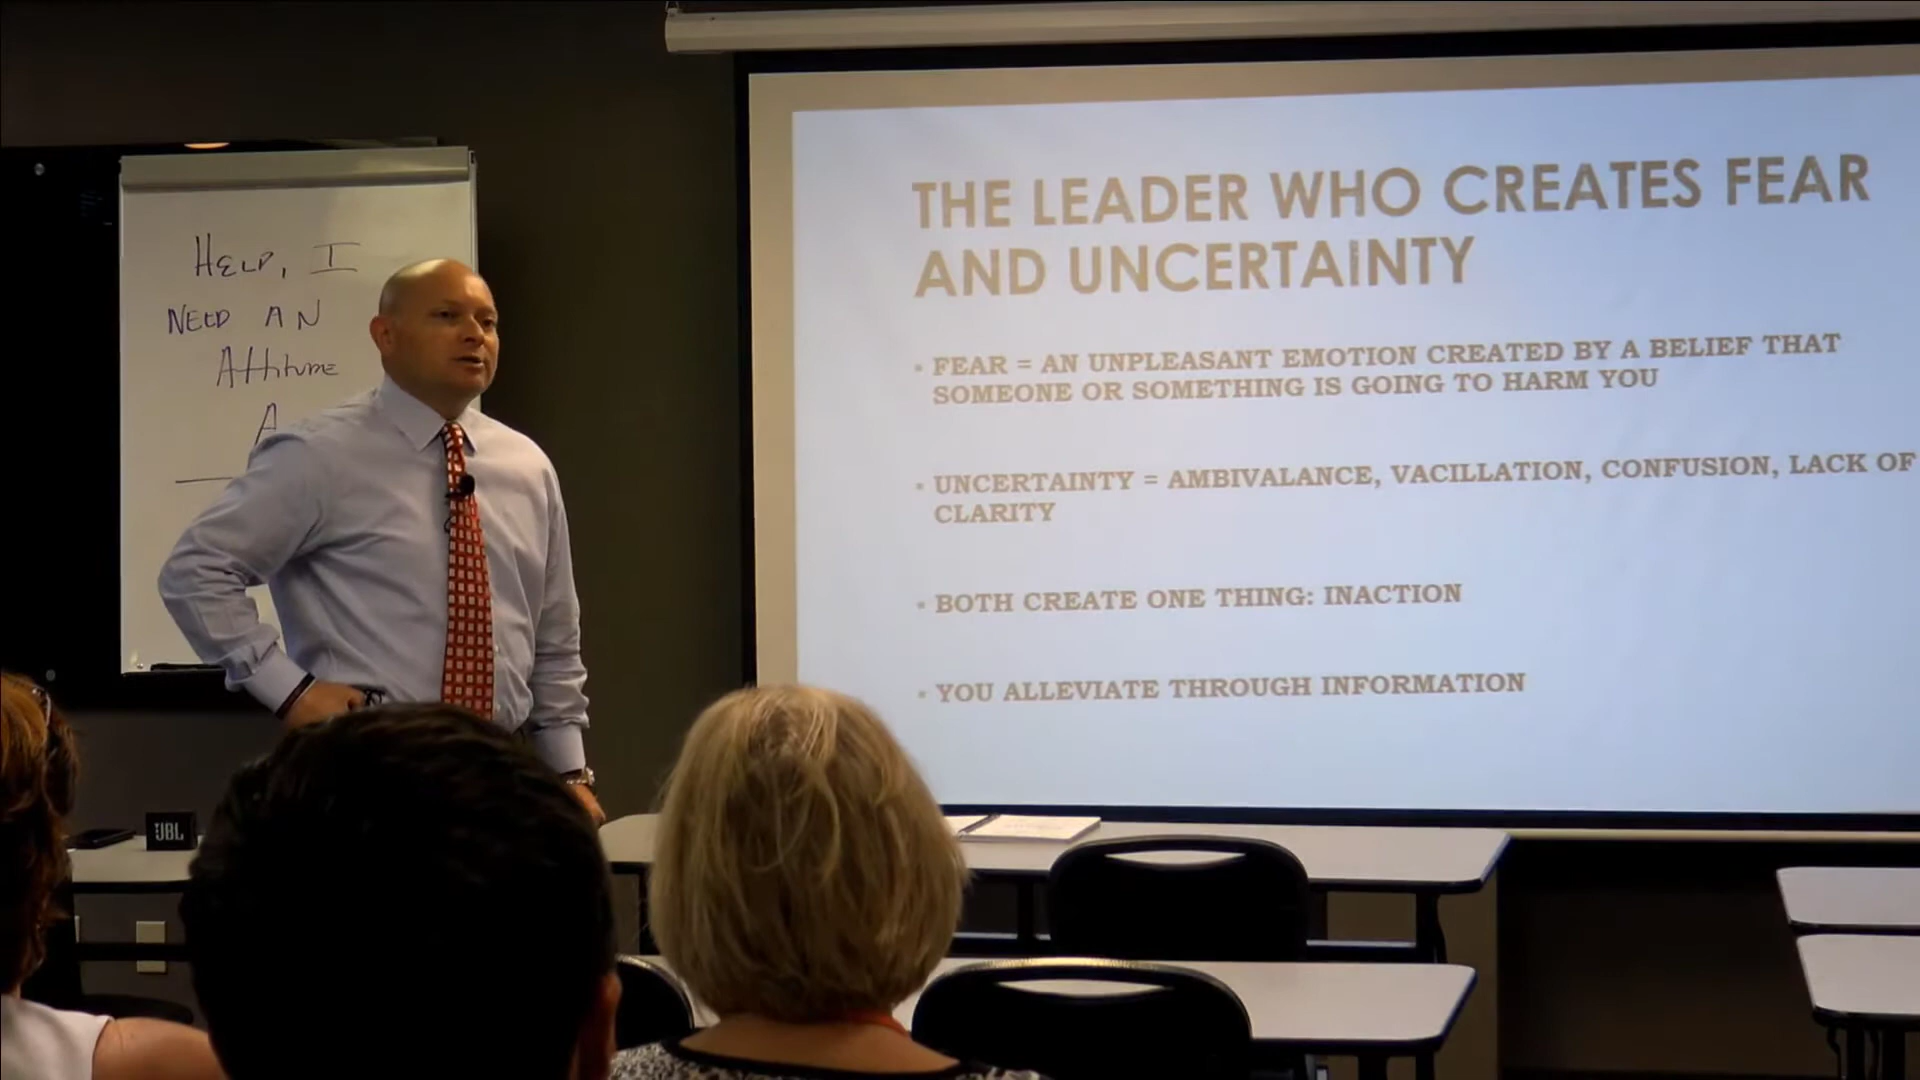 HELP, I
NEED AN
Attitude
A
THE LEADER WHO CREATES FEAR
AND UNCERTAINTY
FEAR = AN UNPLEASANT EMOTION CREATED BY A BELIEF THAT
SOMEONE OR SOMETHING IS GOING TO HARM YOU
UNCERTAINTY = AMBIVALANCE, VACILLATION, CONFUSION, LACK OF
CLARITY
BOTH CREATE ONE THING: INACTION
YOU ALLEVIATE THROUGH INFORMATION
JBL